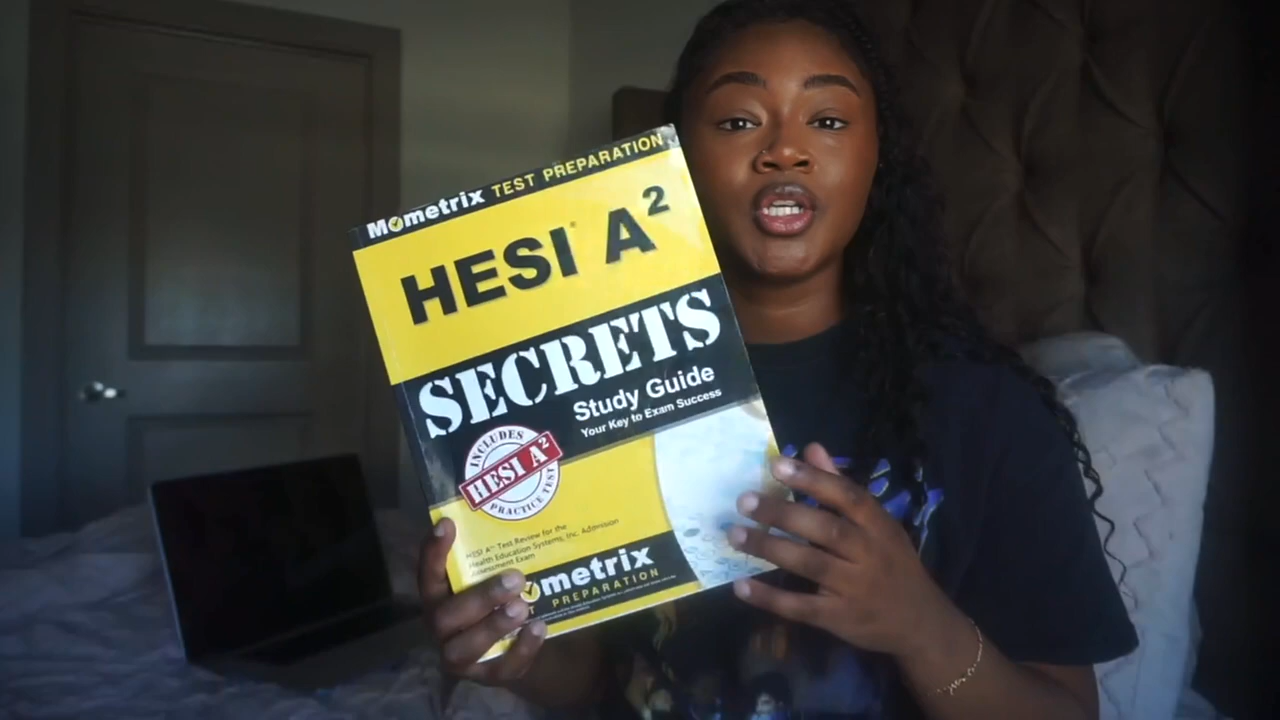 Mometrix TEST PREPARATION
HESI® A2
SECRETS
Study Guide
Your Key to Exam Success
INCLUDES
HESI A2
PRACTICE TEST
HESI A2 Test Review for the
Health Education Systems, Inc. Admission
Assessment Exam
ometrix
PREPARATION